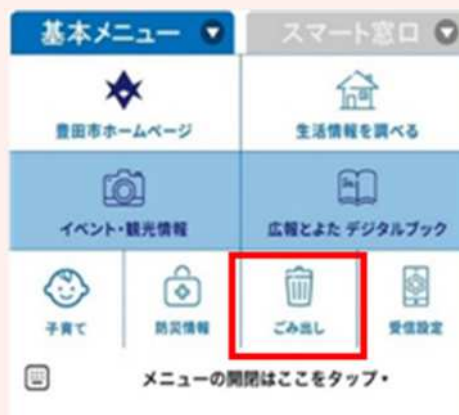 基本メニュー
スマート窓口
豊田市ホームページ
生活情報を調べる
イベント・観光情報
広報とよた デジタルブック
子育て
防災情報
ごみ出し
受信設定
メニューの開閉はここをタップ・